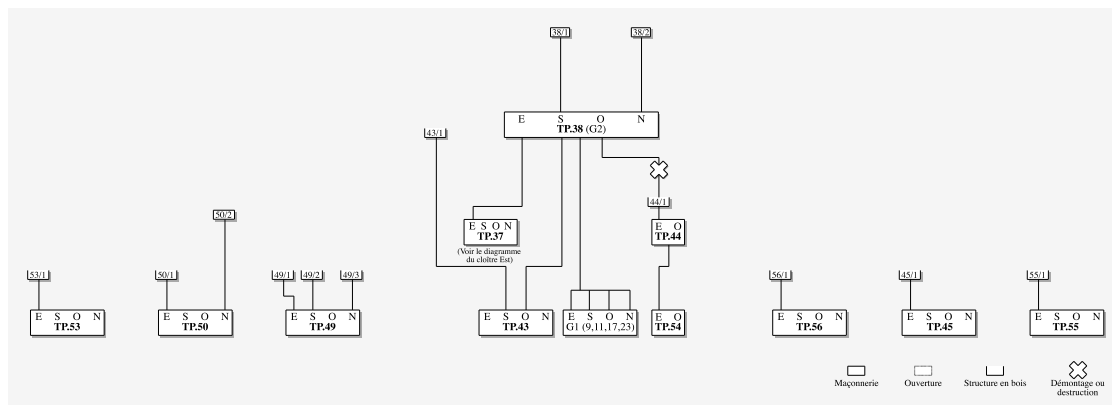 38/1 38/2
E S O N
TP.38 (G2)
43/1
44/1
50/2
E S O N
TP.37
E O
TP.44
(Voir le diagramme
du cloître Est)
53/1 50/1 49/1 49/2 49/3 56/1 45/1 55/1
E S O N
TP.53
E S O N
TP.50
E S O N
TP.49
E S O N
TP.43
E S O N
G1 (9,11,17,23)
E O
TP.54
E S O N
TP.56
E S O N
TP.45
E S O N
TP.55
Maçonnerie
Ouverture
Structure en bois
Démontage ou
destruction